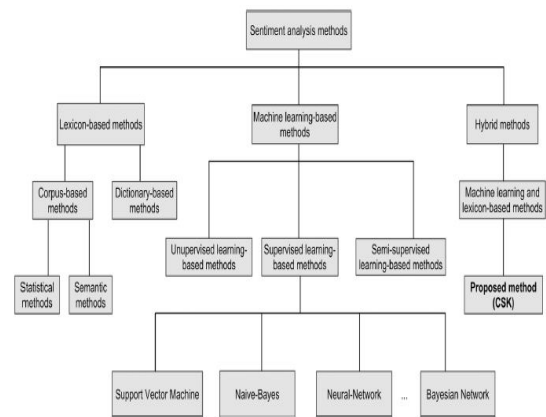 Sentiment analysis methods
Lexicon-based methods
Machine learning-based
methods
Hybrid methods
Corpus-based
methods
Dictionary-based
methods
Machine learning and
lexicon-based methods
Unupervised learning-
based methods
Supervised learning-
based methods
Semi-supervised
learning-based methods
Statistical
methods
Semantic
methods
Proposed method
(CSK)
Support Vector Machine
Naive-Bayes
Neural-Network
...
Bayesian Network